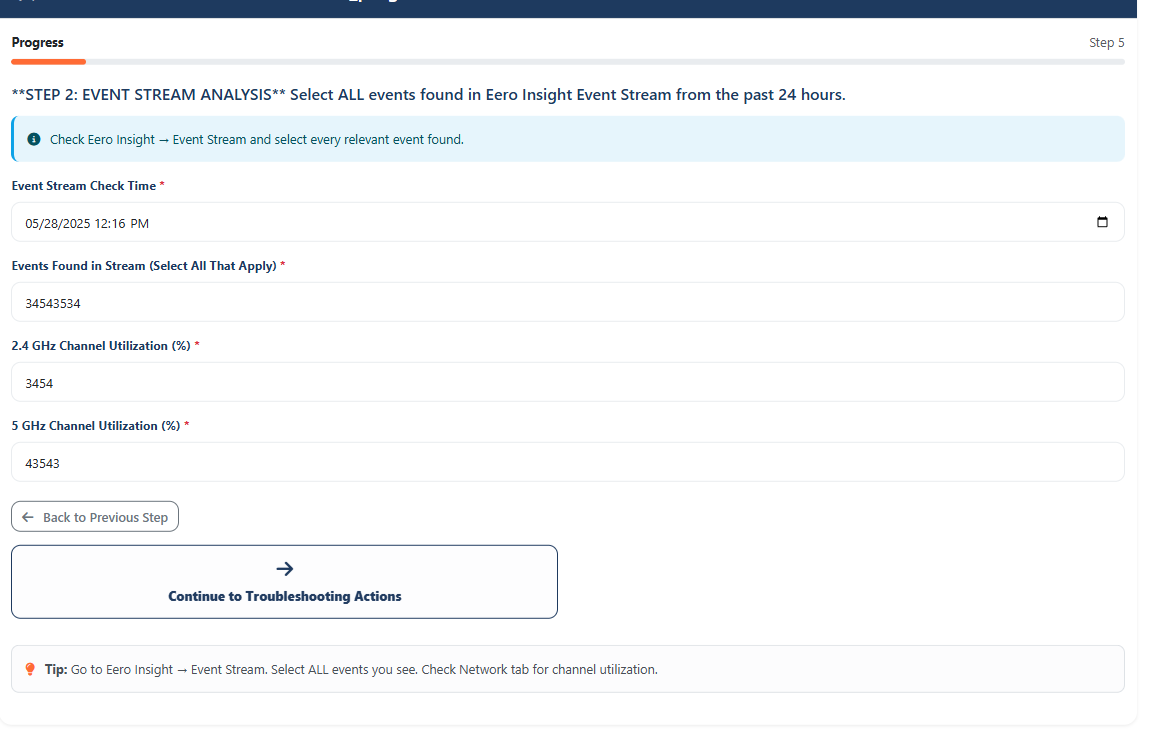 Progress
Step 5
**STEP 2: EVENT STREAM ANALYSIS** Select ALL events found in Eero Insight Event Stream from the past 24 hours.
Check Eero Insight → Event Stream and select every relevant event found.
Event Stream Check Time *
05/28/2025 12:16 PM
Events Found in Stream (Select All That Apply) *
34543534
2.4 GHz Channel Utilization (%) *
3454
5 GHz Channel Utilization (%) *
43543
← Back to Previous Step
→
Continue to Troubleshooting Actions
Tip: Go to Eero Insight → Event Stream. Select ALL events you see. Check Network tab for channel utilization.